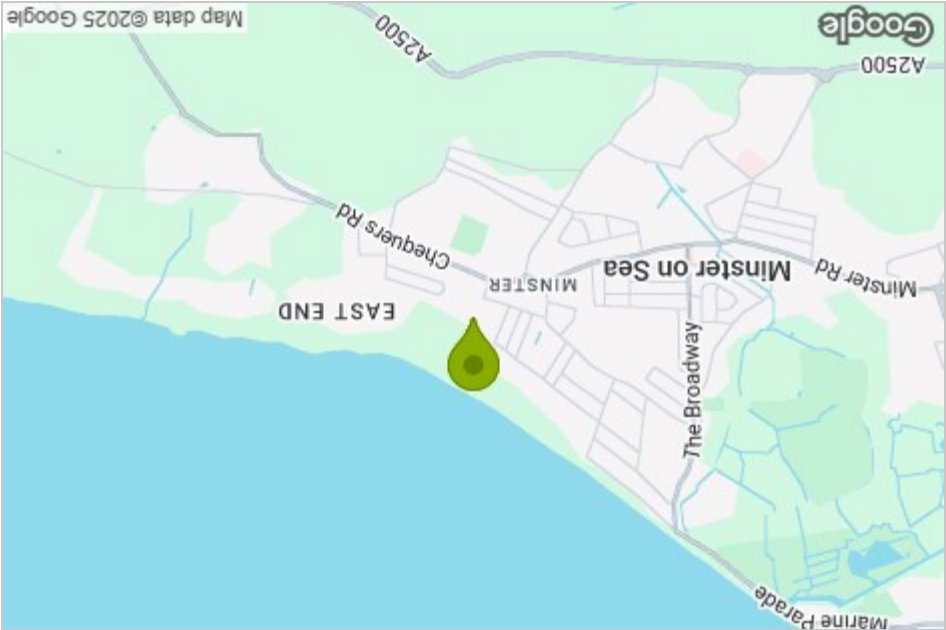 Marine Parade
The Broadway
EAST END
MINSTER
Minster Rd
Minster on Sea
Chequers Rd
A2500
A2500
Google
Map data ©2025 Google